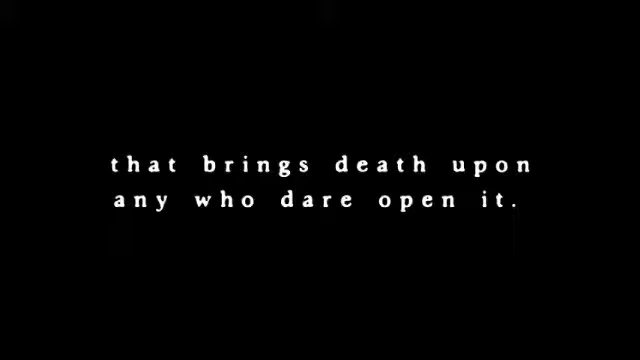 that brings death upon
any who dare open it.